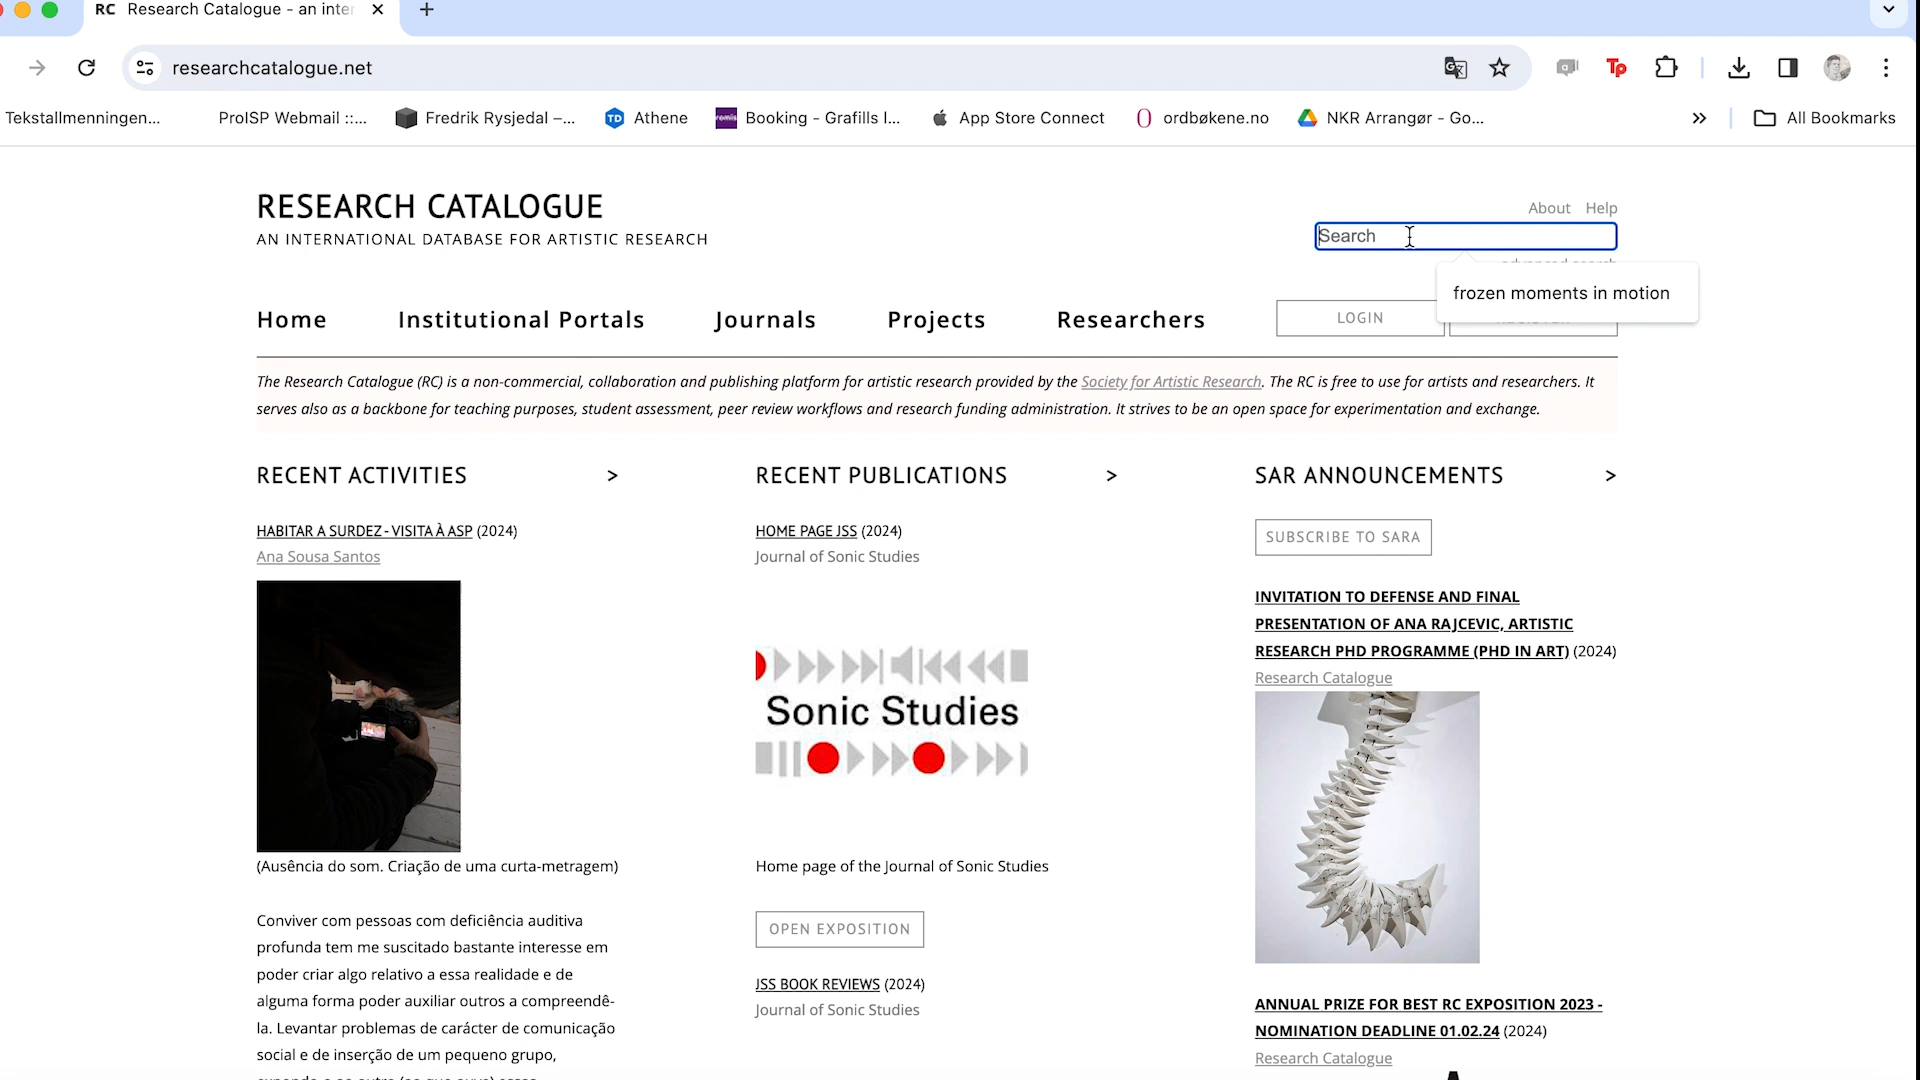 RC Research Catalogue - an inter
researchcatalogue.net
Tekstallmenningen...
ProISP Webmail ::...
Fredrik Rysjedal –...
TD Athene
remis Booking - Grafills I...
App Store Connect
ordbøkene.no
NKR Arrangør - Go...
All Bookmarks
RESEARCH CATALOGUE
AN INTERNATIONAL DATABASE FOR ARTISTIC RESEARCH
About Help
Search
frozen moments in motion
Home Institutional Portals Journals Projects Researchers
LOGIN
The Research Catalogue (RC) is a non-commercial, collaboration and publishing platform for artistic research provided by the Society for Artistic Research. The RC is free to use for artists and researchers. It
serves also as a backbone for teaching purposes, student assessment, peer review workflows and research funding administration. It strives to be an open space for experimentation and exchange.
RECENT ACTIVITIES >
HABITAR A SURDEZ - VISITA À ASP (2024)
Ana Sousa Santos
(Ausência do som. Criação de uma curta-metragem)
Conviver com pessoas com deficiência auditiva
profunda tem me suscitado bastante interesse em
poder criar algo relativo a essa realidade e de
alguma forma poder auxiliar outros a compreendê-
la. Levantar problemas de carácter de comunicação
social e de inserção de um pequeno grupo,
RECENT PUBLICATIONS >
HOME PAGE JSS (2024)
Journal of Sonic Studies
Sonic Studies
Home page of the Journal of Sonic Studies
OPEN EXPOSITION
JSS BOOK REVIEWS (2024)
Journal of Sonic Studies
SAR ANNOUNCEMENTS >
SUBSCRIBE TO SARA
INVITATION TO DEFENSE AND FINAL
PRESENTATION OF ANA RAJCEVIC, ARTISTIC
RESEARCH PHD PROGRAMME (PHD IN ART) (2024)
Research Catalogue
ANNUAL PRIZE FOR BEST RC EXPOSITION 2023 -
NOMINATION DEADLINE 01.02.24 (2024)
Research Catalogue